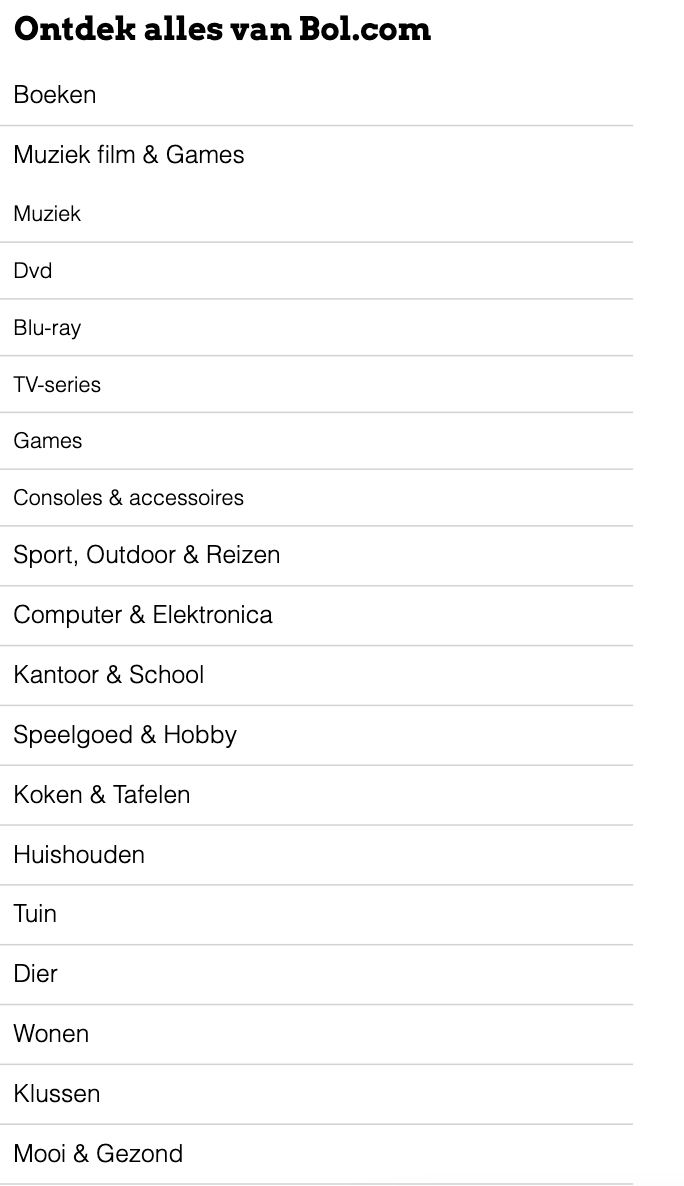 Ontdek alles van Bol.com
Boeken
Muziek film & Games
Muziek
Dvd
Blu-ray
TV-series
Games
Consoles & accessoires
Sport, Outdoor & Reizen
Computer & Elektronica
Kantoor & School
Speelgoed & Hobby
Koken & Tafelen
Huishouden
Tuin
Dier
Wonen
Klussen
Mooi & Gezond